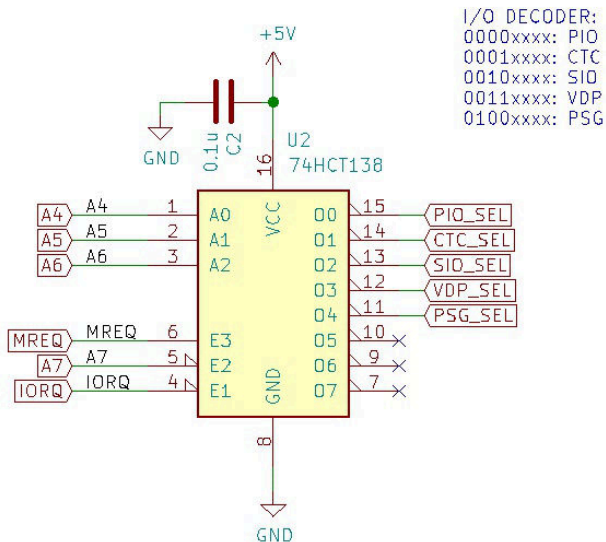 I/O DECODER:
0000xxxx: PIO
0001xxxx: CTC
0010xxxx: SIO
0011xxxx: VDP
0100xxxx: PSG
+5V
GND
0.1u
C2
U2
74HCT138
16
VCC
A4 A4 1 A0 O0 15 PIO_SEL
A5 A5 2 A1 O1 14 CTC_SEL
A6 A6 3 A2 O2 13 SIO_SEL
O3 12 VDP_SEL
O4 11 PSG_SEL
MREQ MREQ 6 E3 O5 10
A7 A7 5 E2 O6 9
IORQ IORQ 4 E1 O7 7
GND
8
GND